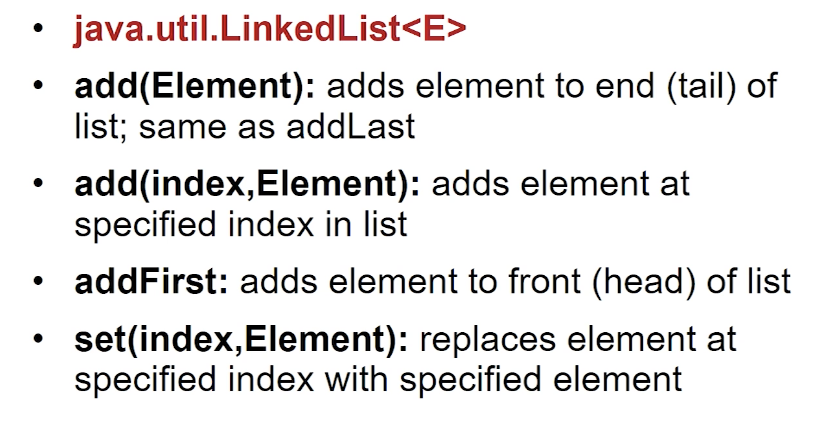 • java.util.LinkedList<E>
• add(Element): adds element to end (tail) of
list; same as addLast
• add(index,Element): adds element at
specified index in list
• addFirst: adds element to front (head) of list
• set(index,Element): replaces element at
specified index with specified element